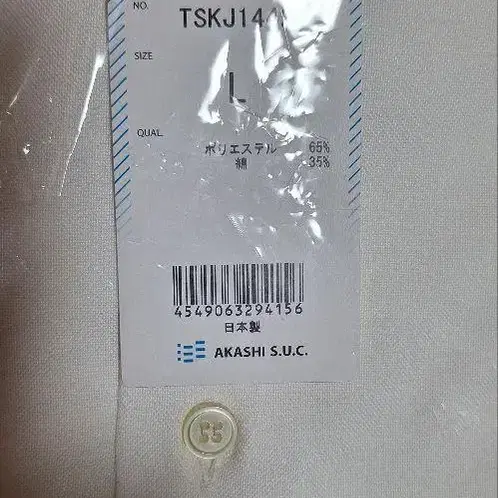 NO.
TSKJ14
SIZE
L
QUAL.
ポリエステル 65%
綿 35%
4549063294156
日本製
AKASHI S.U.C.